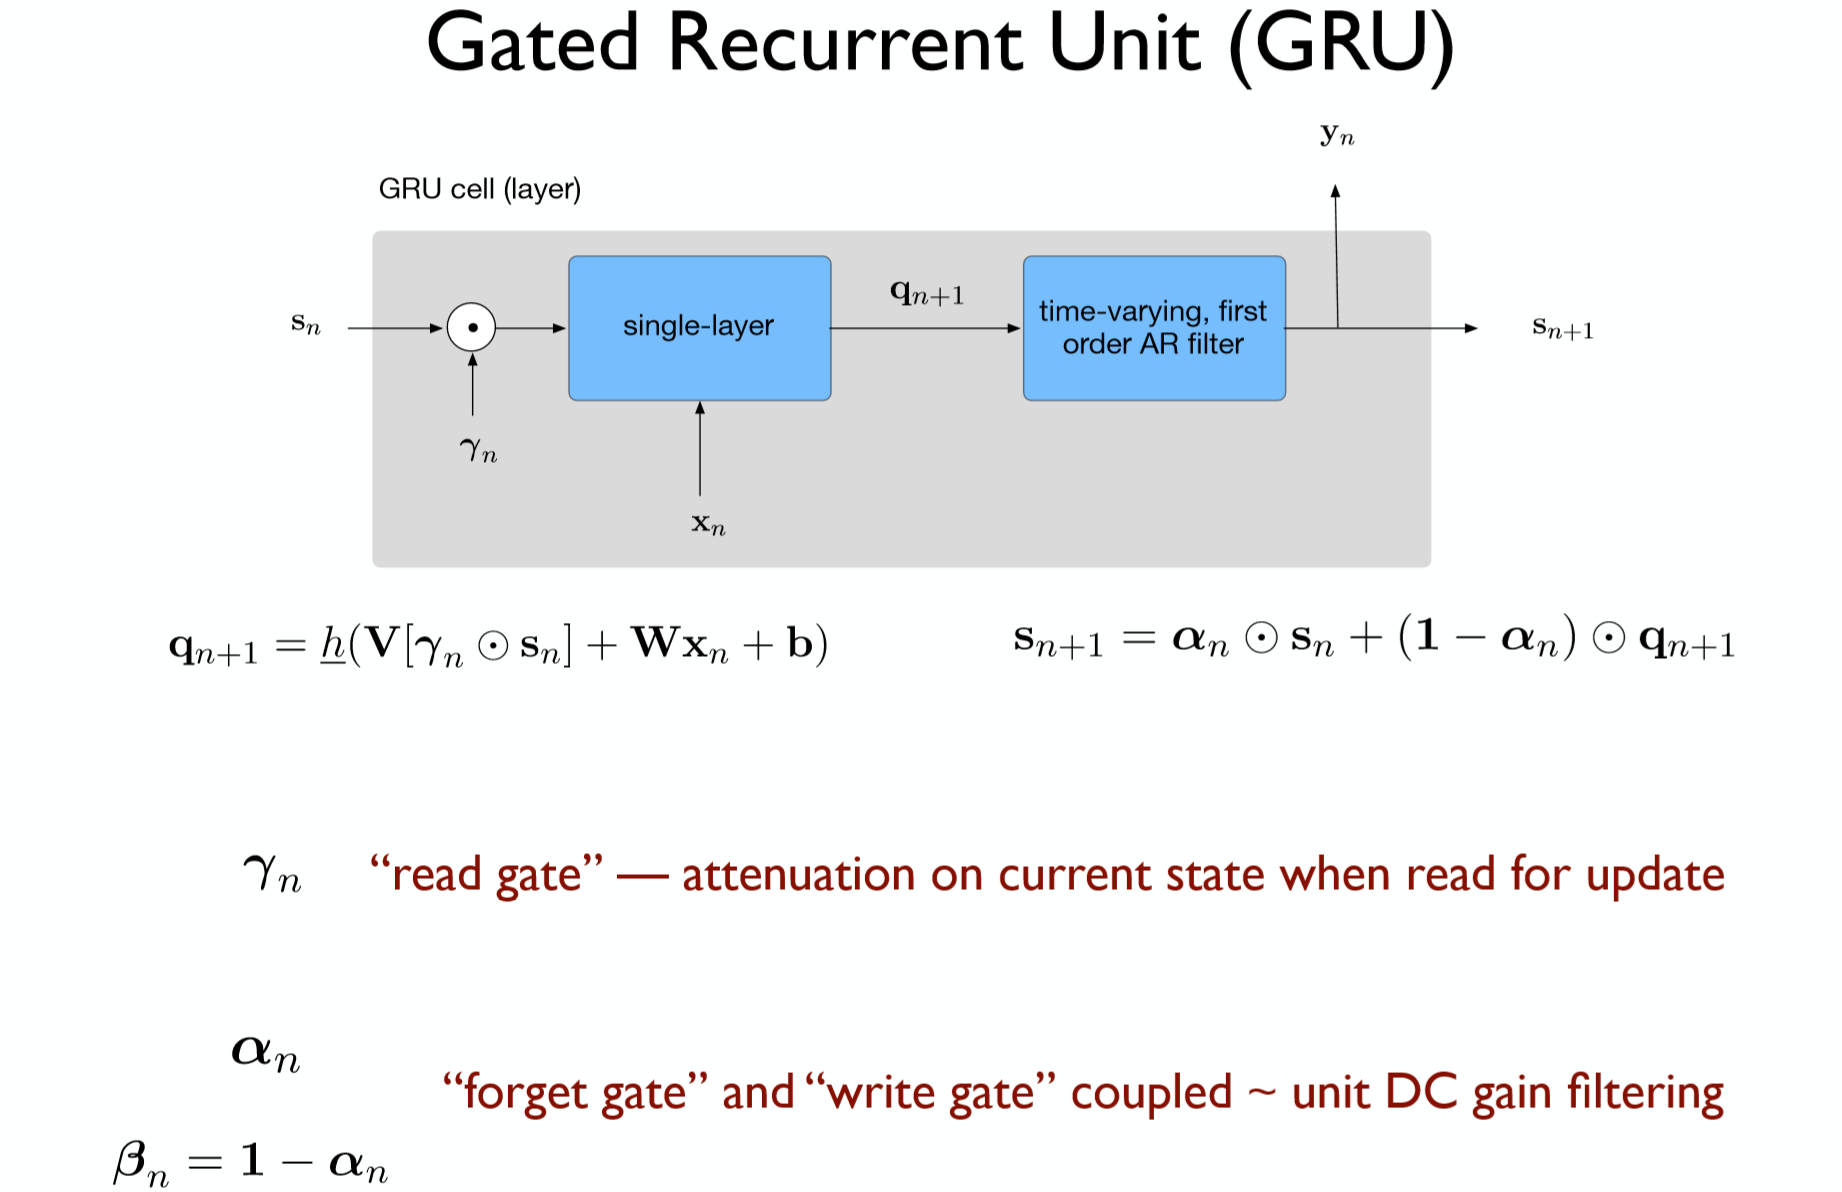 Gated Recurrent Unit (GRU)
yₙ
GRU cell (layer)
sₙ
single-layer
qₙ₊₁
time-varying, first
order AR filter
sₙ₊₁
γₙ
xₙ
qₙ₊₁ = h(V[γₙ ⊙ sₙ] + Wxₙ + b)
sₙ₊₁ = αₙ ⊙ sₙ + (1 − αₙ) ⊙ qₙ₊₁
γₙ “read gate” — attenuation on current state when read for update
αₙ
“forget gate” and “write gate” coupled ~ unit DC gain filtering
βₙ = 1 − αₙ